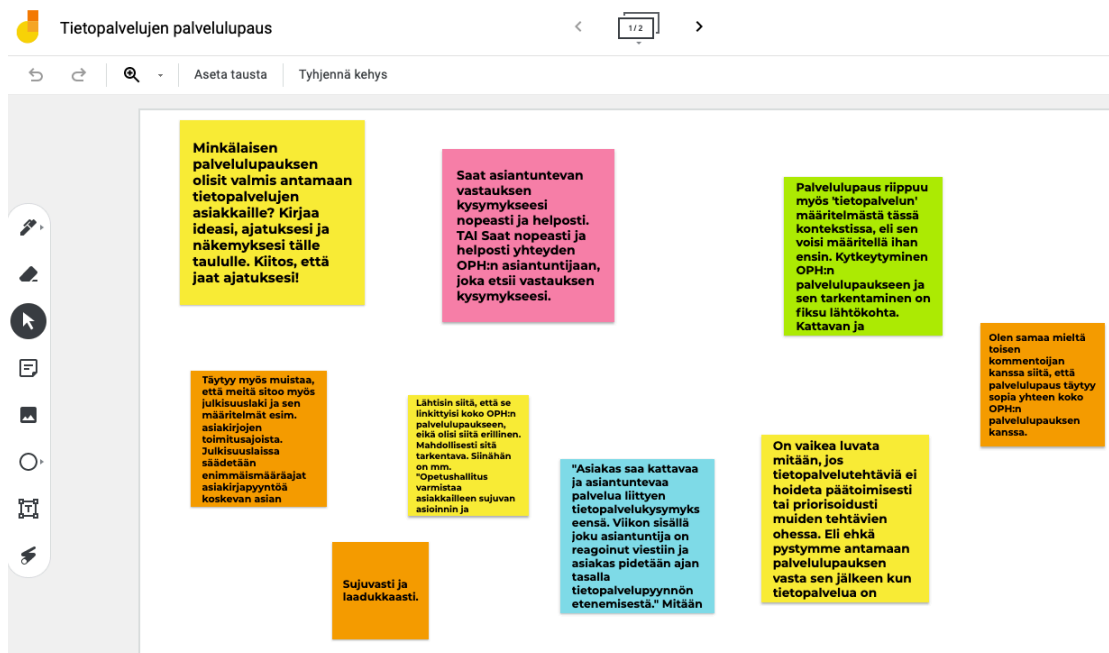 Tietopalvelujen palvelulupaus
1 / 2
Aseta tausta
Tyhjennä kehys
Minkälaisen
palvelulupauksen
olisit valmis antamaan
tietopalvelujen
asiakkaille? Kirjaa
ideasi, ajatuksesi ja
näkemyksesi tälle
taululle. Kiitos, että
jaat ajatuksesi!
Saat asiantuntevan
vastauksen
kysymykseesi
nopeasti ja helposti.
TAI Saat nopeasti ja
helposti yhteyden
OPH:n asiantuntijaan,
joka etsii vastauksen
kysymykseesi.
Palvelulupaus riippuu
myös 'tietopalvelun'
määritelmästä tässä
kontekstissa, eli sen
voisi määritellä ihan
ensin. Kytkeytyminen
OPH:n
palvelulupaukseen ja
sen tarkentaminen on
fiksu lähtökohta.
Kattavan ja
Olen samaa mieltä
toisen
kommentoijan
kanssa siitä, että
palvelulupaus täytyy
sopia yhteen koko
OPH:n
palvelulupauksen
kanssa.
Täytyy myös muistaa,
että meitä sitoo myös
julkisuuslaki ja sen
määritelmät esim.
asiakirjojen
toimitusajoista.
Julkisuuslaissa
säädetään
enimmäismääräajat
asiakirjapyyntöä
koskevan asian
Lähtisin siitä, että se
linkittyisi koko OPH:n
palvelulupaukseen,
eikä olisi siitä erillinen.
Mahdollisesti sitä
tarkentava. Siinähän
on mm.
"Opetushallitus
varmistaa
asiakkailleen sujuvan
asioinnin ja
"Asiakas saa kattavaa
ja asiantuntevaa
palvelua liittyen
tietopalvelukysymyks
eensä. Viikon sisällä
joku asiantuntija on
reagoinut viestiin ja
asiakas pidetään ajan
tasalla
tietopalvelupyynnön
etenemisestä." Mitään
On vaikea luvata
mitään, jos
tietopalvelutehtäviä ei
hoideta päätoimisesti
tai priorisoidusti
muiden tehtävien
ohessa. Eli ehkä
pystymme antamaan
palvelulupauksen
vasta sen jälkeen kun
tietopalvelua on
Sujuvasti ja
laadukkaasti.